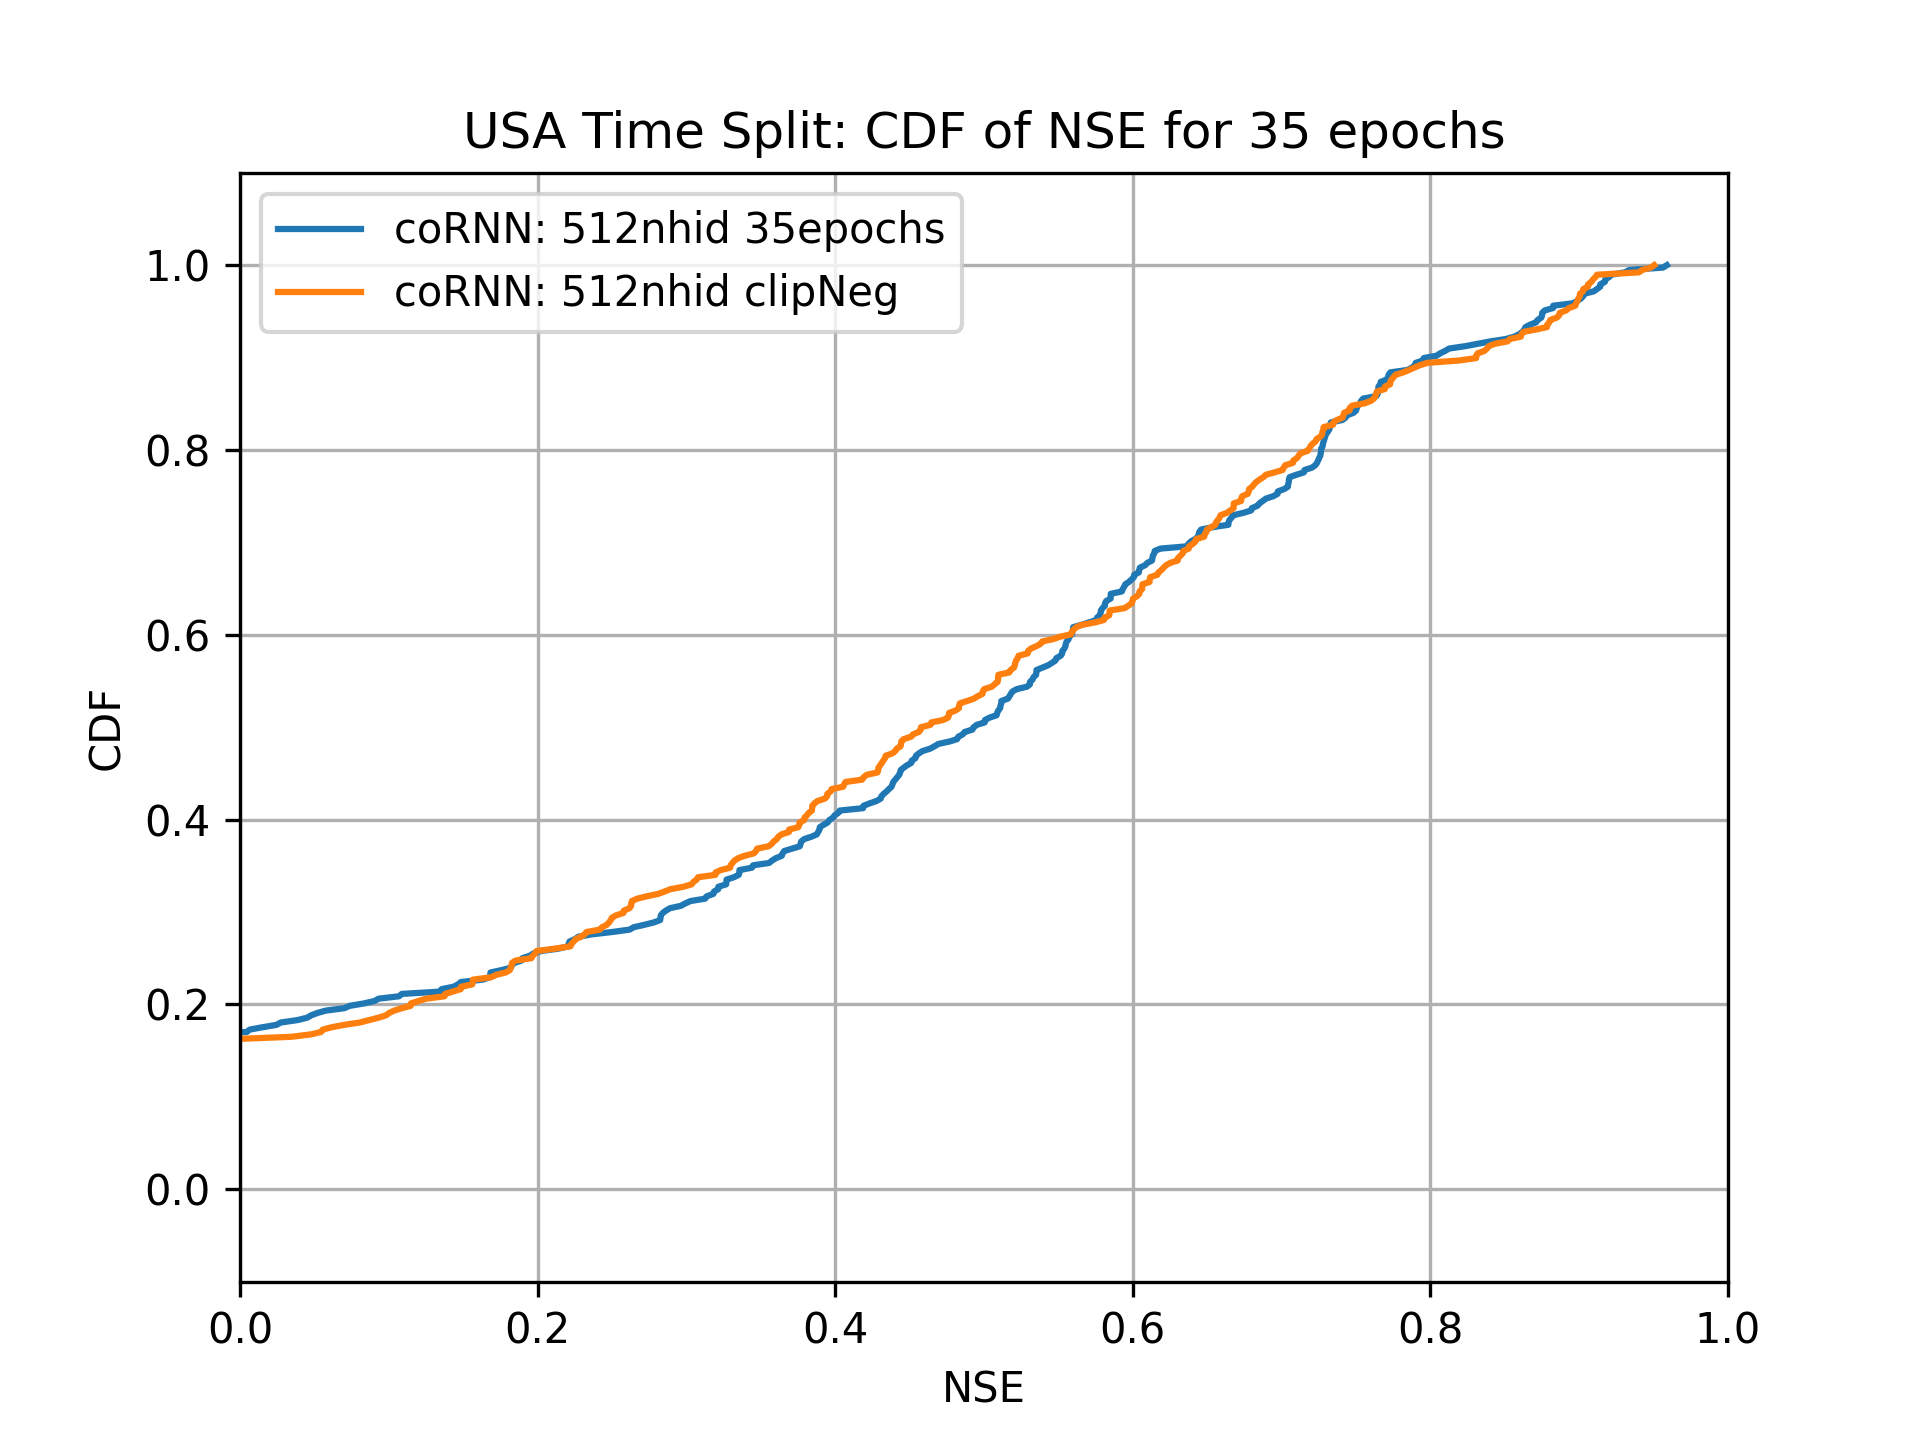 USA Time Split: CDF of NSE for 35 epochs
coRNN: 512nhid 35epochs
coRNN: 512nhid clipNeg
1.0
0.8
0.6
0.4
0.2
0.0
CDF
0.0 0.2 0.4 0.6 0.8 1.0
NSE